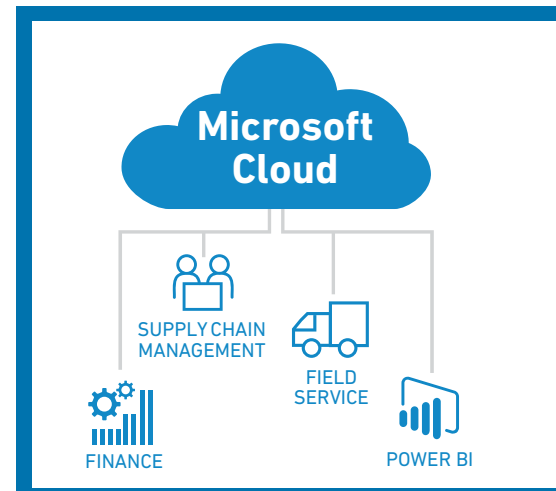 Microsoft
Cloud
SUPPLY CHAIN
MANAGEMENT
FIELD
SERVICE
FINANCE
POWER BI